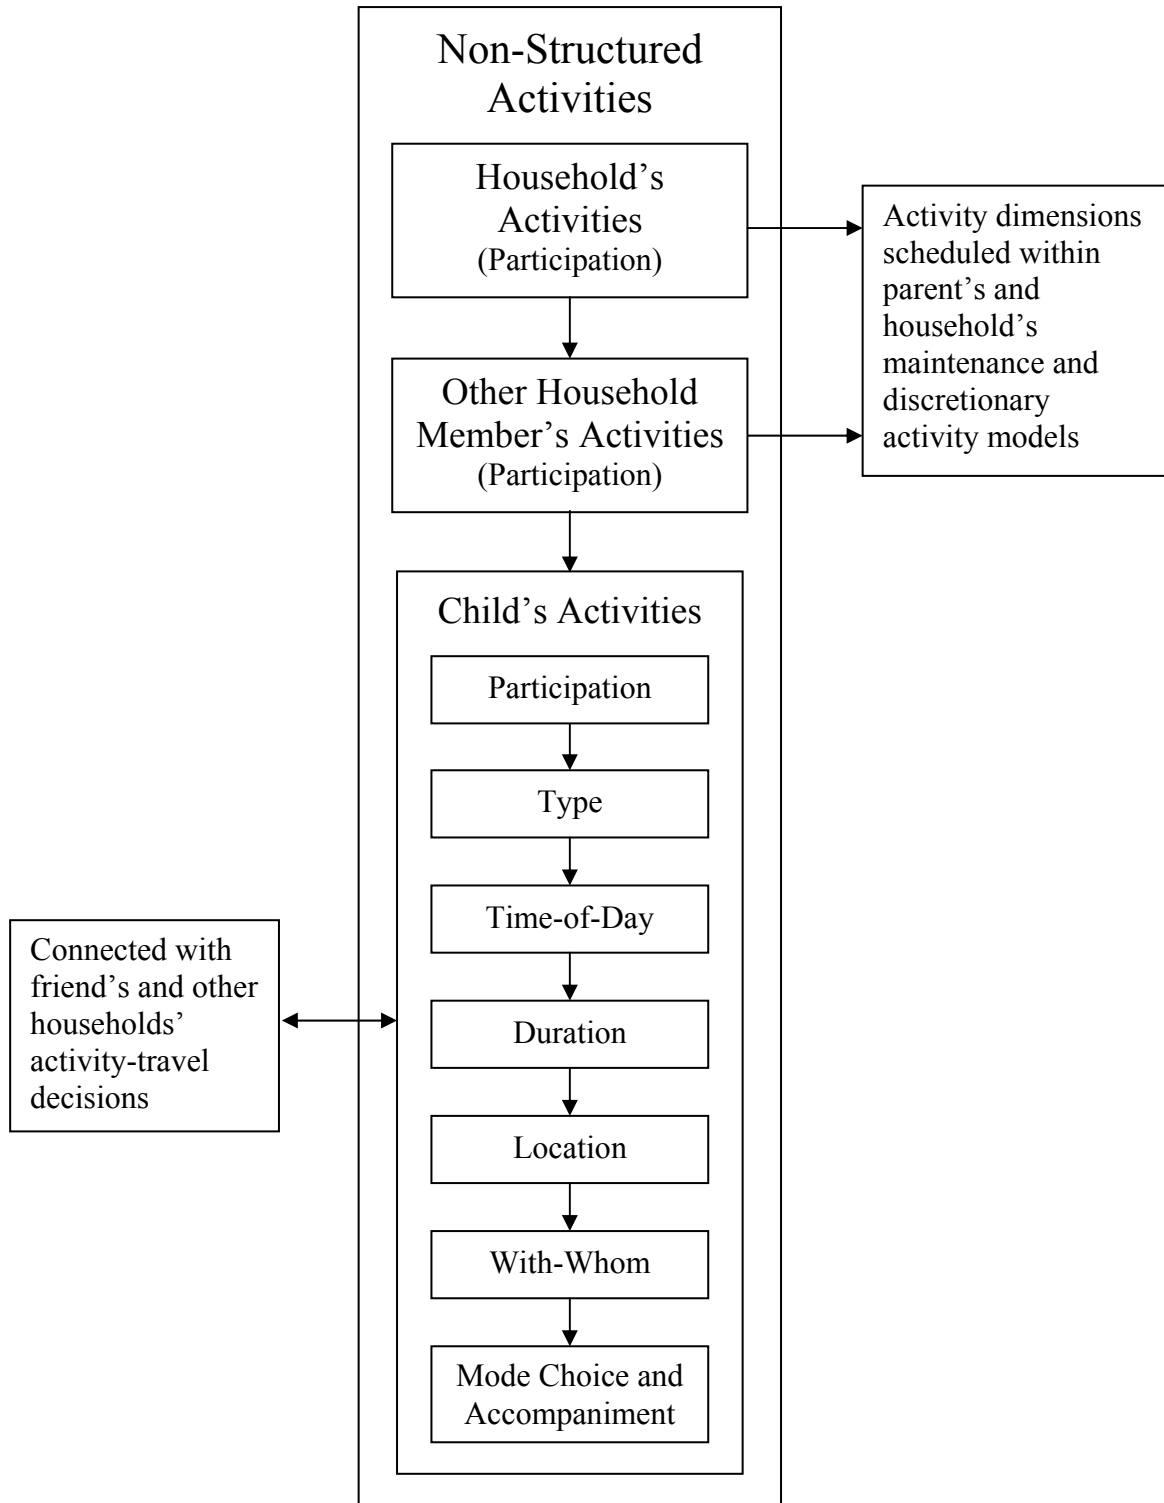 Non-Structured
Activities
Household’s
Activities
(Participation)
Activity dimensions
scheduled within
parent’s and
household’s
maintenance and
discretionary
activity models
Other Household
Member’s Activities
(Participation)
Child’s Activities
Participation
Type
Time-of-Day
Connected with
friend’s and other
households’
activity-travel
decisions
Duration
Location
With-Whom
Mode Choice and
Accompaniment